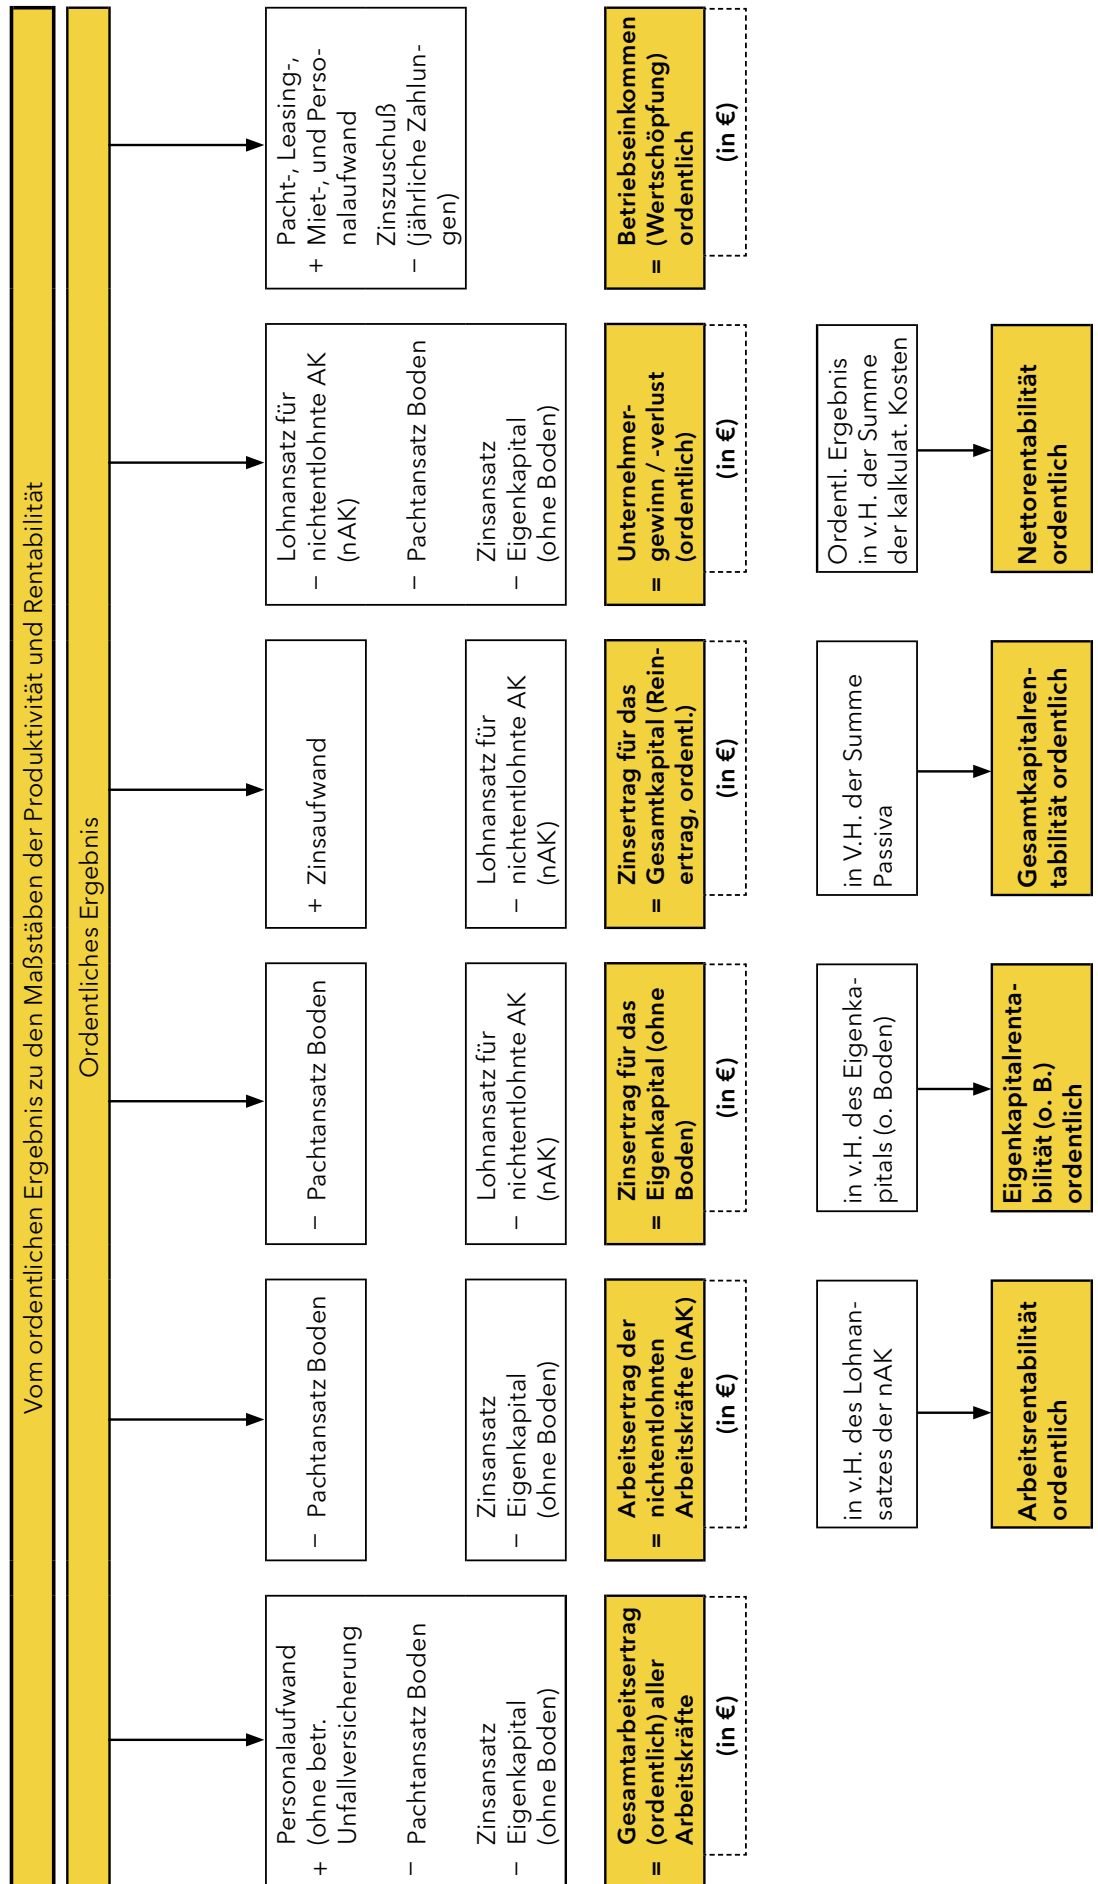 Vom ordentlichen Ergebnis zu den Maßstäben der Produktivität und Rentabilität
Ordentliches Ergebnis
Personalaufwand
+ (ohne betr.
Unfallversicherung
– Pachtansatz Boden
Zinsansatz
– Eigenkapital
(ohne Boden)
Gesamtarbeitsertrag
= (ordentlich) aller
Arbeitskräfte
(in €)
– Pachtansatz Boden
Zinsansatz
– Eigenkapital
(ohne Boden)
Arbeitsertrag der
= nichtentlohnten
Arbeitskräfte (nAK)
(in €)
in v.H. des Lohnan-
satzes der nAK
Arbeitsrentabilität
ordentlich
– Pachtansatz Boden
Lohnansatz für
– nichtentlohnte AK
(nAK)
Zinsertrag für das
= Eigenkapital (ohne
Boden)
(in €)
in v.H. des Eigenka-
pitals (o. Boden)
Eigenkapitalrenta-
bilität (o. B.)
ordentlich
+ Zinsaufwand
Lohnansatz für
– nichtentlohnte AK
(nAK)
Zinsertrag für das
= Gesamtkapital (Rein-
ertrag, ordentl.)
(in €)
in V.H. der Summe
Passiva
Gesamtkapitalren-
tabilität ordentlich
Lohnansatz für
– nichtentlohnte AK
(nAK)
– Pachtansatz Boden
Zinsansatz
– Eigenkapital
(ohne Boden)
Unternehmer-
= gewinn / -verlust
(ordentlich)
(in €)
Ordentl. Ergebnis
in v.H. der Summe
der kalkulat. Kosten
Nettorentabilität
ordentlich
Pacht-, Leasing-,
+ Miet-, und Perso-
nalaufwand
Zinszuschuß
– (jährliche Zahlun-
gen)
Betriebseinkommen
= (Wertschöpfung)
ordentlich
(in €)